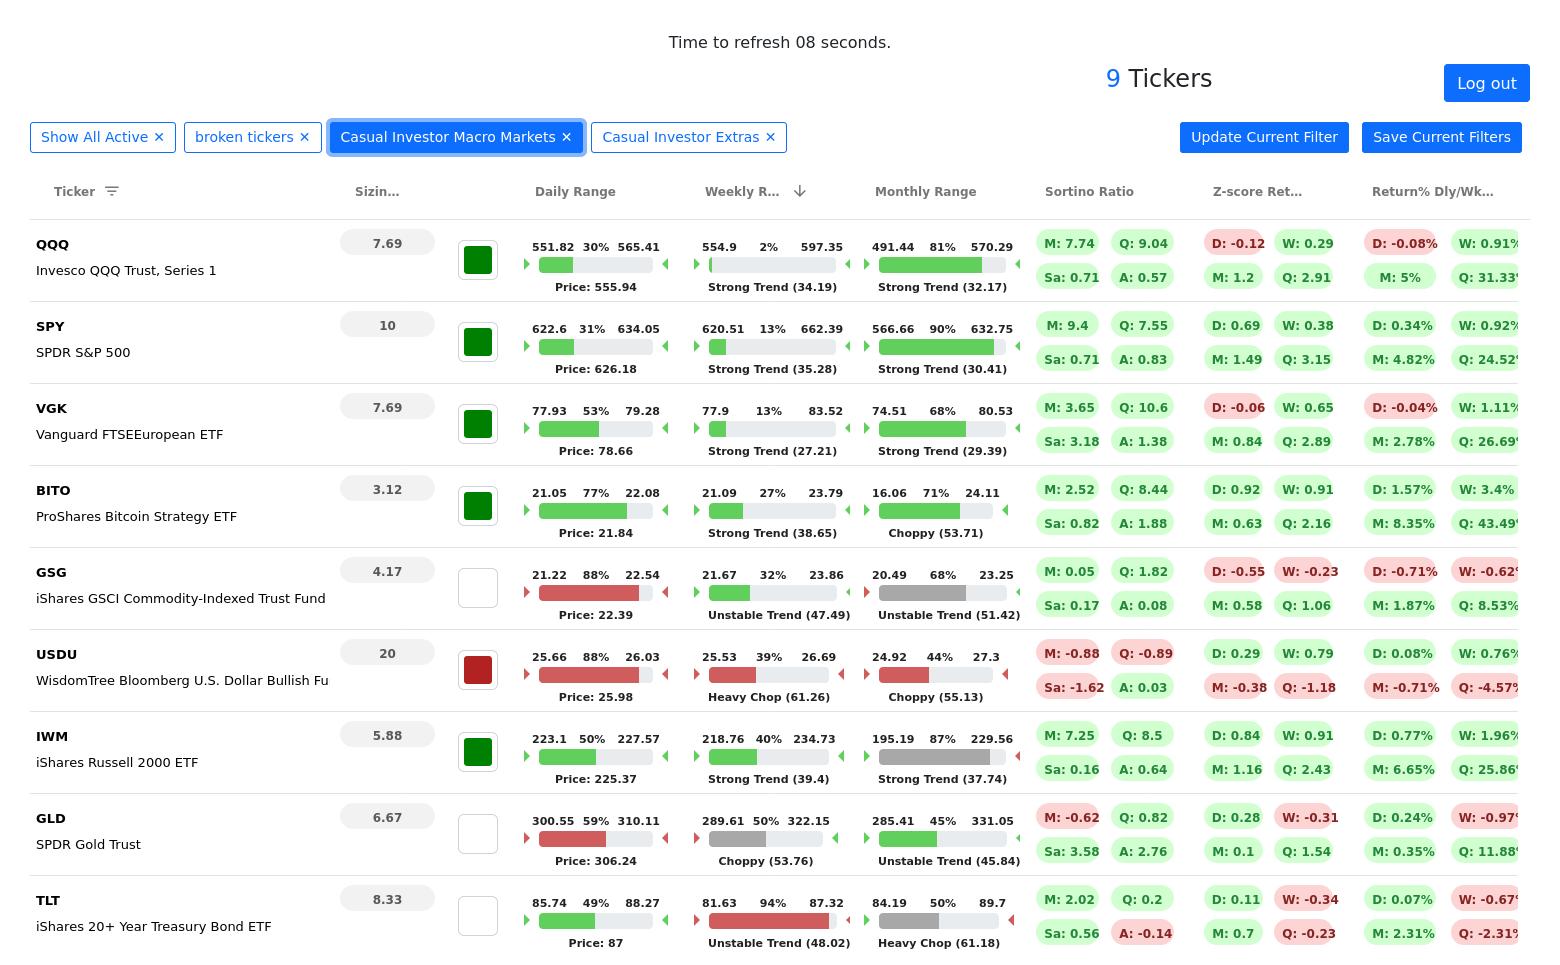 Time to refresh 08 seconds.
9 Tickers
Log out
Show All Active ✕ broken tickers ✕ Casual Investor Macro Markets ✕ Casual Investor Extras ✕ Update Current Filter Save Current Filters
Ticker Sizin... Daily Range Weekly R... Monthly Range Sortino Ratio Z-score Ret... Return% Dly/Wk...
QQQ 7.69 551.82 30% 565.41 554.9 2% 597.35 491.44 81% 570.29 M: 7.74 Q: 9.04 D: -0.12 W: 0.29 D: -0.08% W: 0.91%
Invesco QQQ Trust, Series 1 Price: 555.94 Strong Trend (34.19) Strong Trend (32.17) Sa: 0.71 A: 0.57 M: 1.2 Q: 2.91 M: 5% Q: 31.33%
SPY 10 622.6 31% 634.05 620.51 13% 662.39 566.66 90% 632.75 M: 9.4 Q: 7.55 D: 0.69 W: 0.38 D: 0.34% W: 0.92%
SPDR S&P 500 Price: 626.18 Strong Trend (35.28) Strong Trend (30.41) Sa: 0.71 A: 0.83 M: 1.49 Q: 3.15 M: 4.82% Q: 24.52%
VGK 7.69 77.93 53% 79.28 77.9 13% 83.52 74.51 68% 80.53 M: 3.65 Q: 10.6 D: -0.06 W: 0.65 D: -0.04% W: 1.11%
Vanguard FTSEEuropean ETF Price: 78.66 Strong Trend (27.21) Strong Trend (29.39) Sa: 3.18 A: 1.38 M: 0.84 Q: 2.89 M: 2.78% Q: 26.69%
BITO 3.12 21.05 77% 22.08 21.09 27% 23.79 16.06 71% 24.11 M: 2.52 Q: 8.44 D: 0.92 W: 0.91 D: 1.57% W: 3.4%
ProShares Bitcoin Strategy ETF Price: 21.84 Strong Trend (38.65) Choppy (53.71) Sa: 0.82 A: 1.88 M: 0.63 Q: 2.16 M: 8.35% Q: 43.49%
GSG 4.17 21.22 88% 22.54 21.67 32% 23.86 20.49 68% 23.25 M: 0.05 Q: 1.82 D: -0.55 W: -0.23 D: -0.71% W: -0.62%
iShares GSCI Commodity-Indexed Trust Fund Price: 22.39 Unstable Trend (47.49) Unstable Trend (51.42) Sa: 0.17 A: 0.08 M: 0.58 Q: 1.06 M: 1.87% Q: 8.53%
USDU 20 25.66 88% 26.03 25.53 39% 26.69 24.92 44% 27.3 M: -0.88 Q: -0.89 D: 0.29 W: 0.79 D: 0.08% W: 0.76%
WisdomTree Bloomberg U.S. Dollar Bullish Fu Price: 25.98 Heavy Chop (61.26) Choppy (55.13) Sa: -1.62 A: 0.03 M: -0.38 Q: -1.18 M: -0.71% Q: -4.57%
IWM 5.88 223.1 50% 227.57 218.76 40% 234.73 195.19 87% 229.56 M: 7.25 Q: 8.5 D: 0.84 W: 0.91 D: 0.77% W: 1.96%
iShares Russell 2000 ETF Price: 225.37 Strong Trend (39.4) Strong Trend (37.74) Sa: 0.16 A: 0.64 M: 1.16 Q: 2.43 M: 6.65% Q: 25.86%
GLD 6.67 300.55 59% 310.11 289.61 50% 322.15 285.41 45% 331.05 M: -0.62 Q: 0.82 D: 0.28 W: -0.31 D: 0.24% W: -0.97%
SPDR Gold Trust Price: 306.24 Choppy (53.76) Unstable Trend (45.84) Sa: 3.58 A: 2.76 M: 0.1 Q: 1.54 M: 0.35% Q: 11.88%
TLT 8.33 85.74 49% 88.27 81.63 94% 87.32 84.19 50% 89.7 M: 2.02 Q: 0.2 D: 0.11 W: -0.34 D: 0.07% W: -0.67%
iShares 20+ Year Treasury Bond ETF Price: 87 Unstable Trend (48.02) Heavy Chop (61.18) Sa: 0.56 A: -0.14 M: 0.7 Q: -0.23 M: 2.31% Q: -2.31%